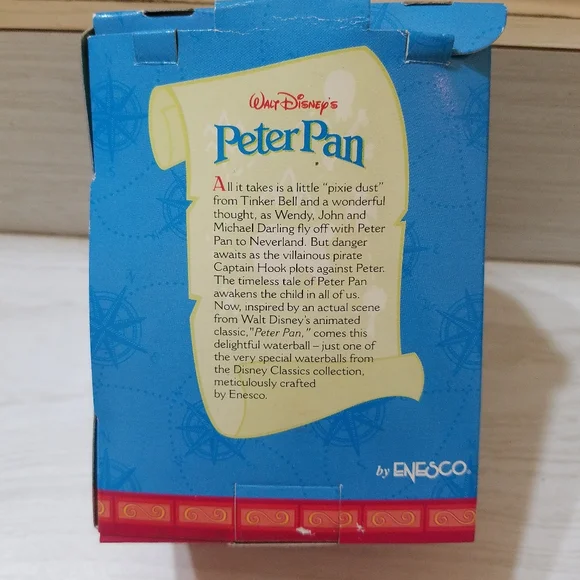 Walt Disney's
Peter Pan
All it takes is a little "pixie dust"
from Tinker Bell and a wonderful
thought, as Wendy, John and
Michael Darling fly off with Peter
Pan to Neverland. But danger
awaits as the villainous pirate
Captain Hook plots against Peter.
The timeless tale of Peter Pan
awakens the child in all of us.
Now, inspired by an actual scene
from Walt Disney's animated
classic, "Peter Pan," comes this
delightful waterball – just one of
the very special waterballs from
the Disney Classics collection,
meticulously crafted
by Enesco.
by ENESCO®